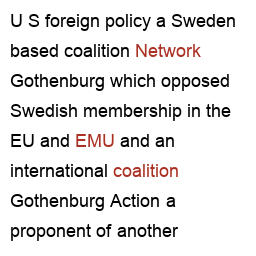 U S foreign policy a Sweden
based coalition Network
Gothenburg which opposed
Swedish membership in the
EU and EMU and an
international coalition
Gothenburg Action a
proponent of another